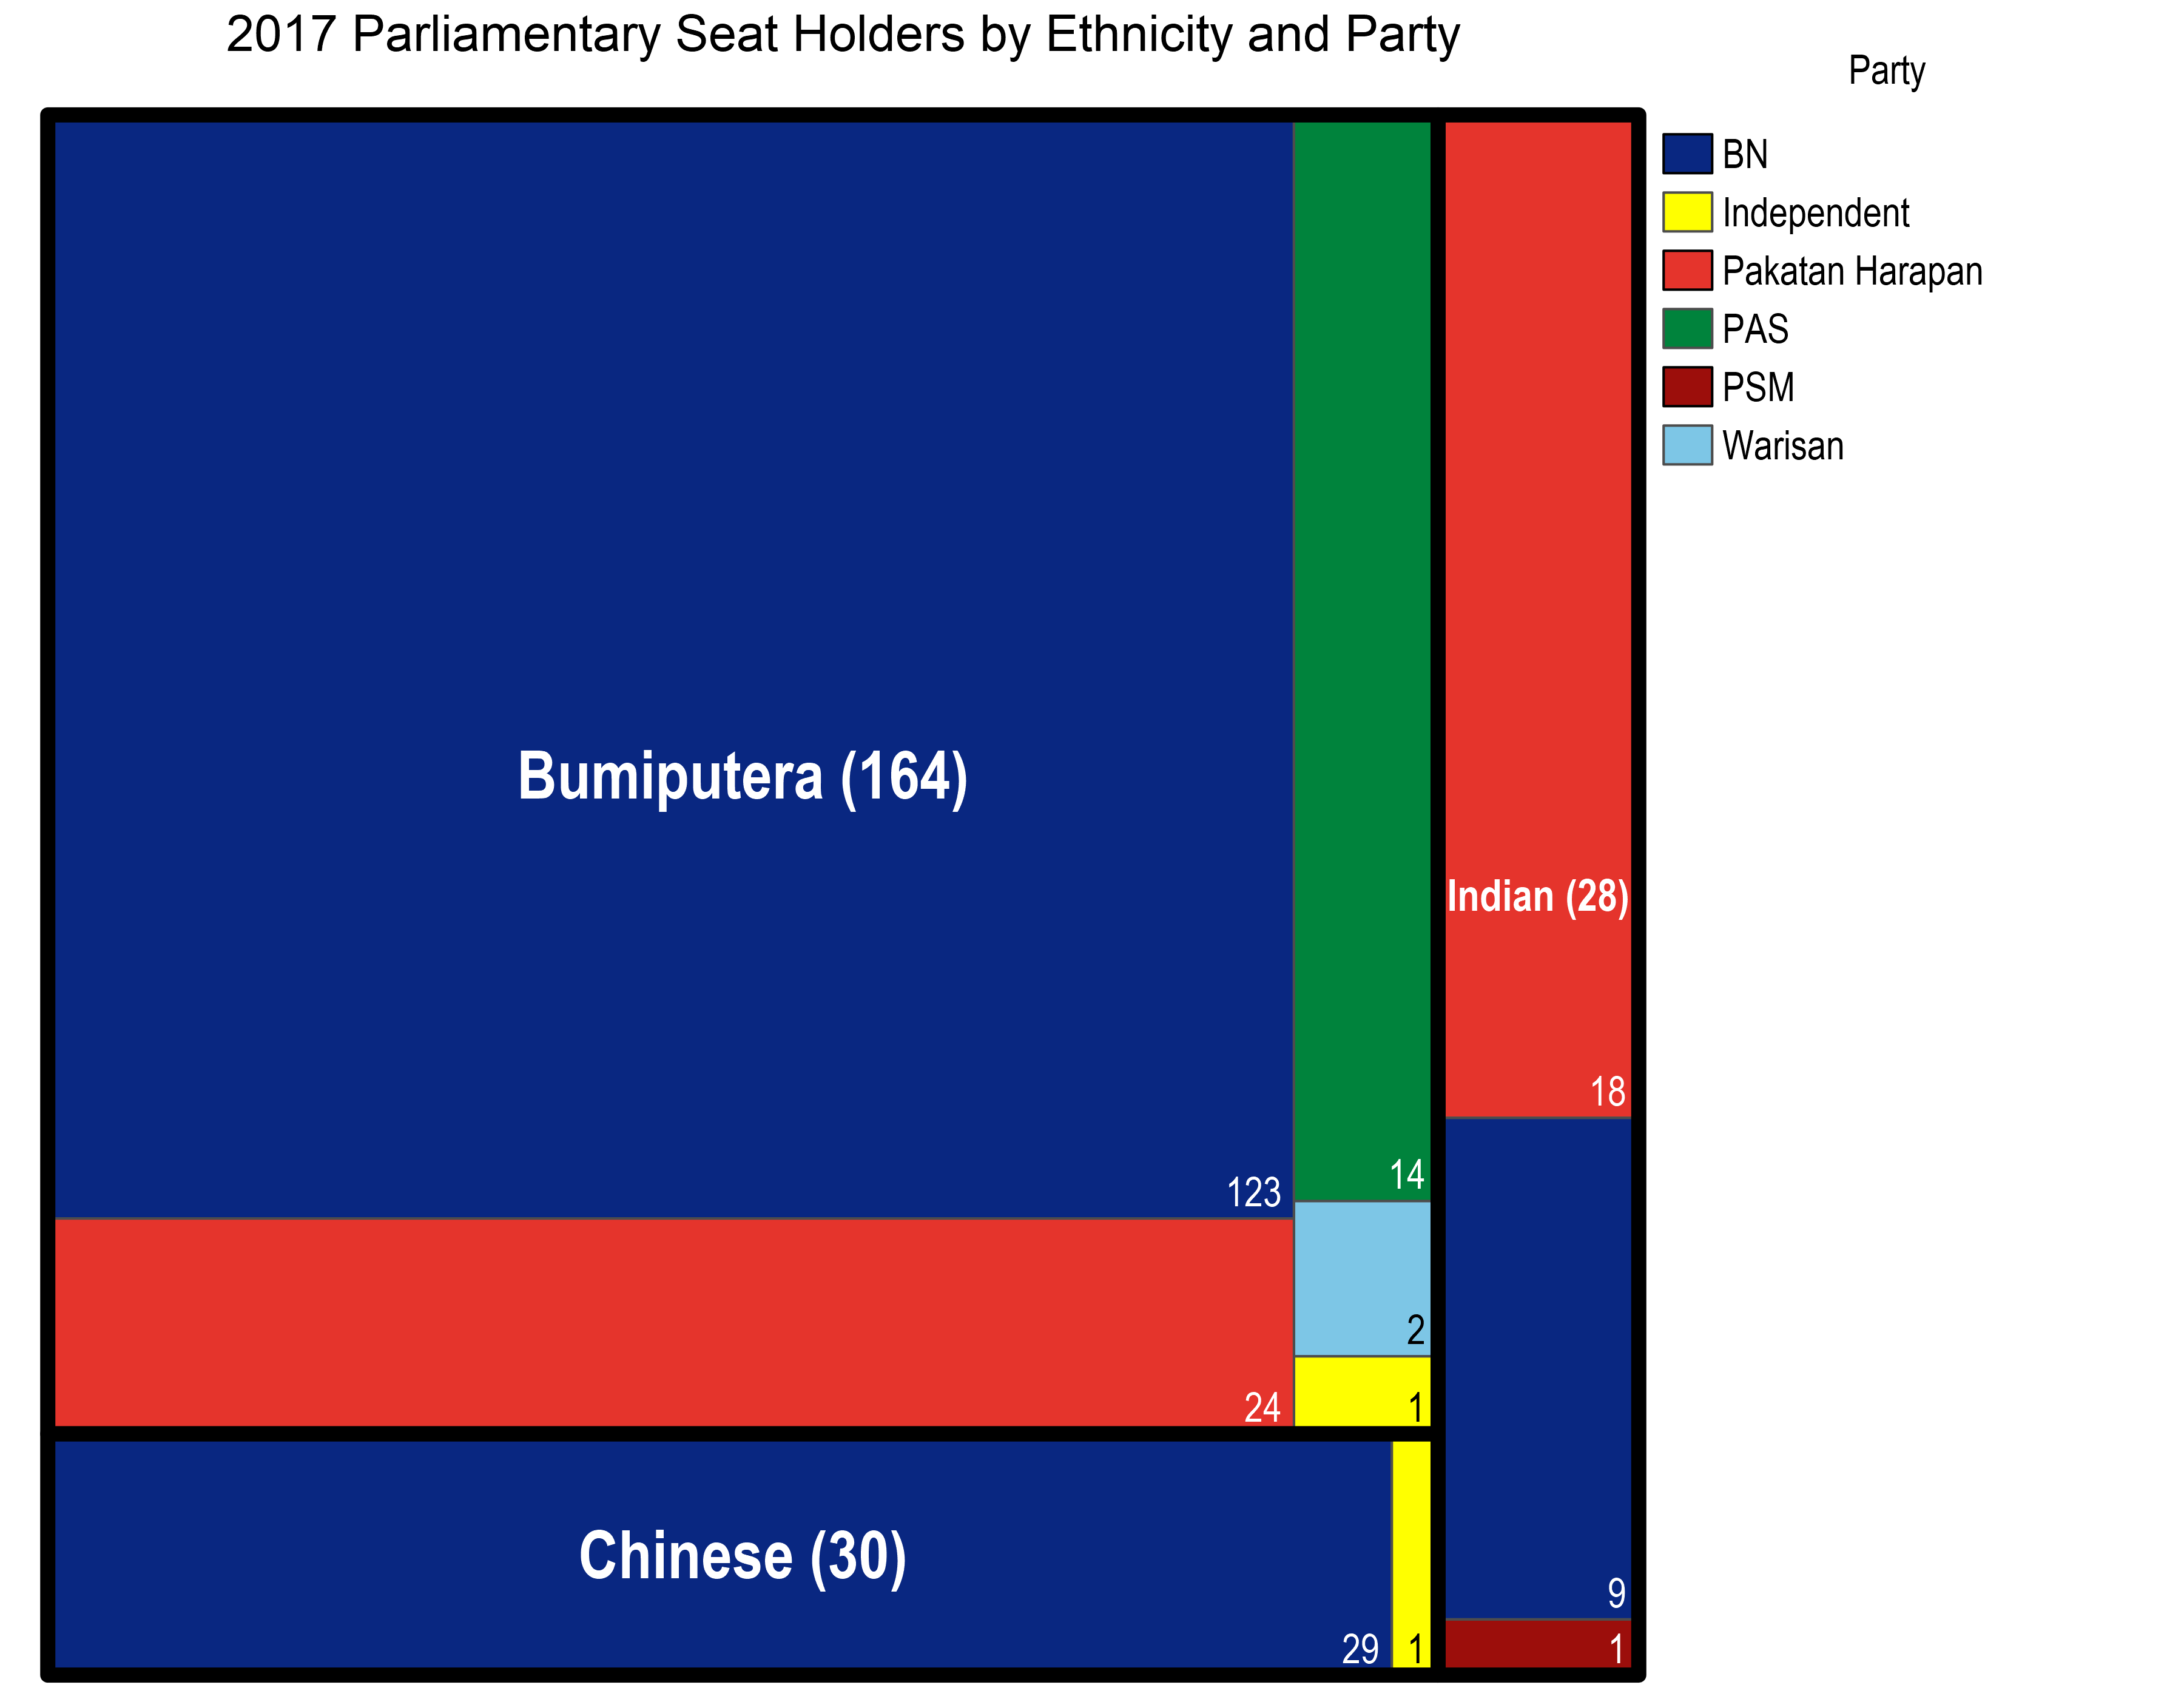 2017 Parliamentary Seat Holders by Ethnicity and Party
Party
BN
Independent
Pakatan Harapan
PAS
PSM
Warisan
Bumiputera (164)
123
14
24
2
1
Indian (28)
18
9
1
Chinese (30)
29
1